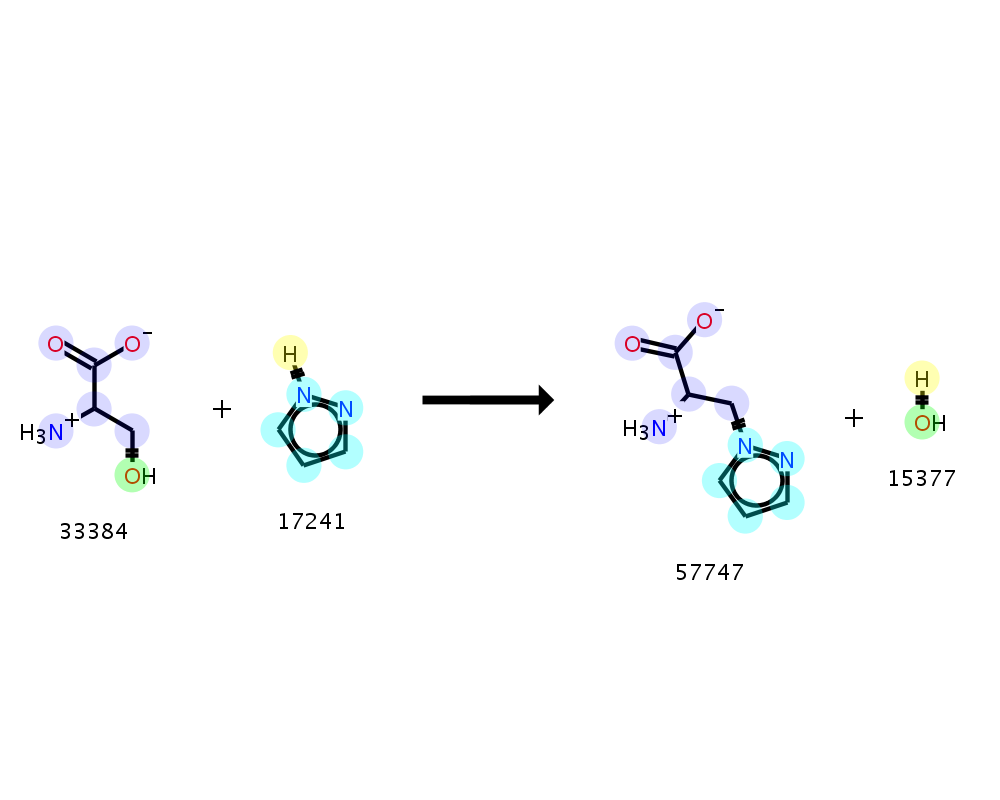 O O⁻
H₃N⁺
OH
33384
+
H
N N
17241
O O⁻
H₃N⁺
N N
57747
+
H
OH
15377